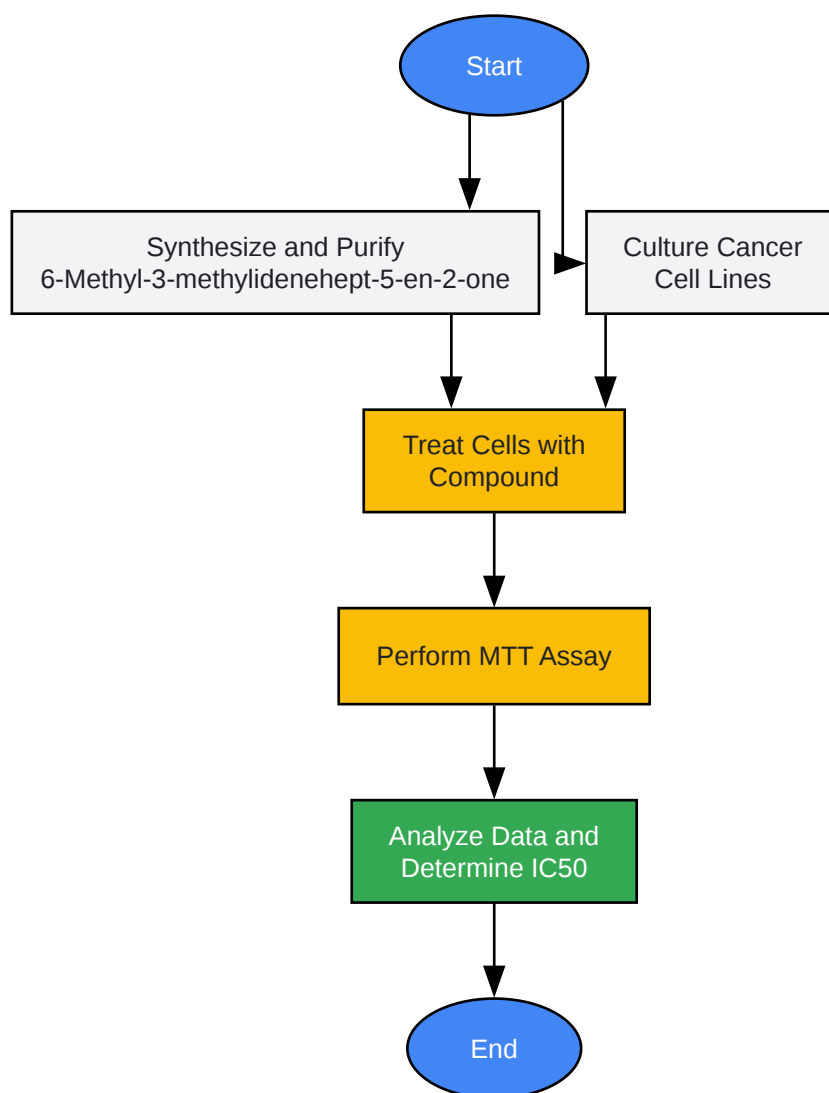 Start
Synthesize and Purify
6-Methyl-3-methylidenehept-5-en-2-one
Culture Cancer
Cell Lines
Treat Cells with
Compound
Perform MTT Assay
Analyze Data and
Determine IC50
End